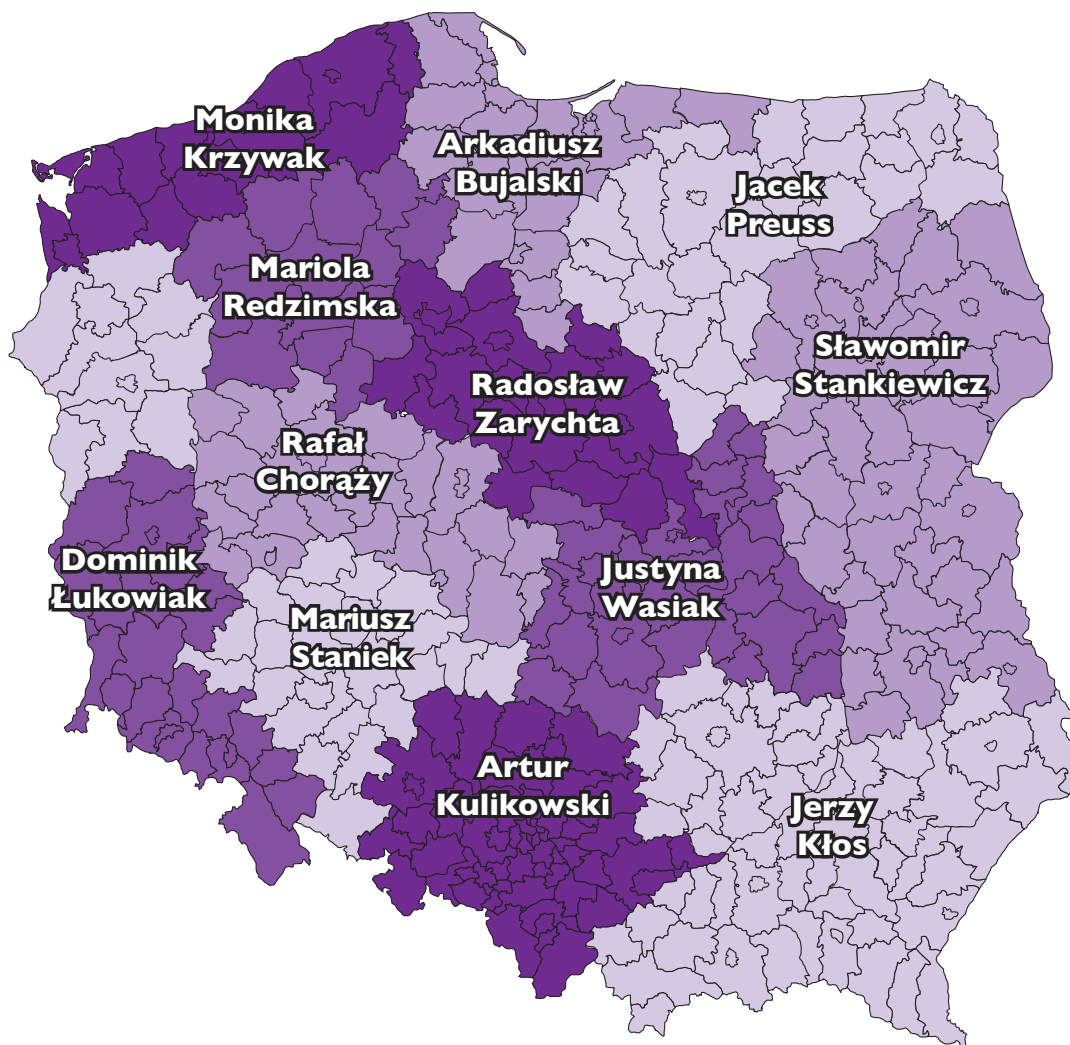 Monika
Krzywak
Arkadiusz
Bujalski
Jacek
Preuss
Mariola
Redzimska
Sławomir
Stankiewicz
Radosław
Zarychta
Rafał
Chorąży
Dominik
Łukowiak
Justyna
Wasiak
Mariusz
Staniek
Artur
Kulikowski
Jerzy
Kłos